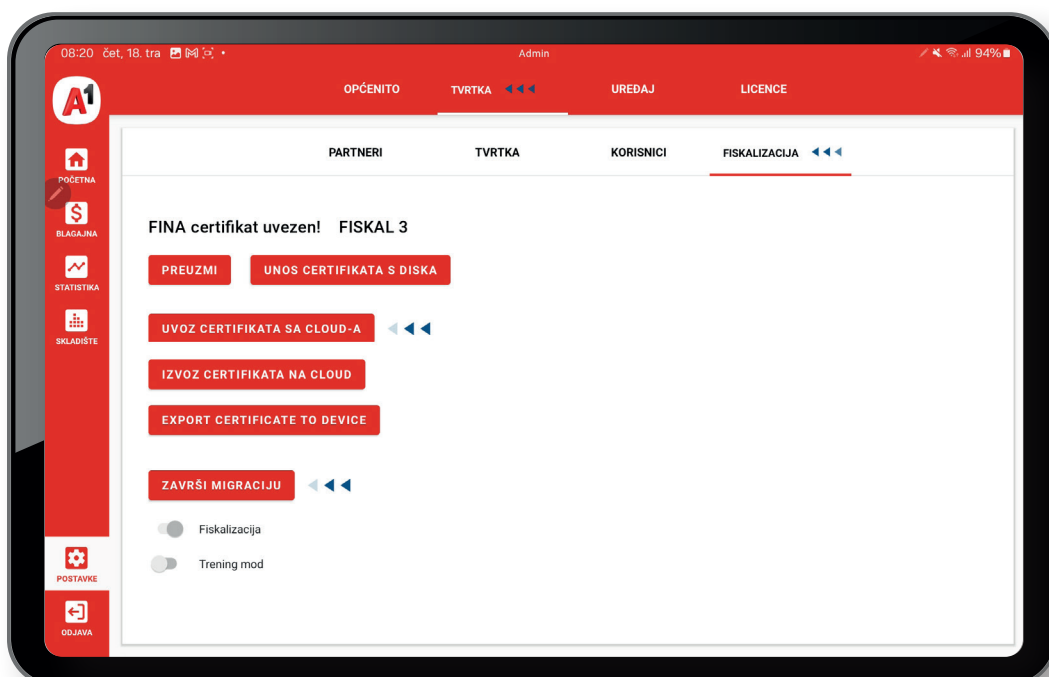 08:20 čet, 18. tra
Admin
94%
A1
OPĆENITO TVRTKA UREĐAJ LICENCE
PARTNERI TVRTKA KORISNICI FISKALIZACIJA
POČETNA
BLAGAJNA
STATISTIKA
SKLADIŠTE
FINA certifikat uvezen! FISKAL 3
PREUZMI UNOS CERTIFIKATA S DISKA
UVOZ CERTIFIKATA SA CLOUD-A
IZVOZ CERTIFIKATA NA CLOUD
EXPORT CERTIFICATE TO DEVICE
ZAVRŠI MIGRACIJU
Fiskalizacija
Trening mod
POSTAVKE
ODJAVA